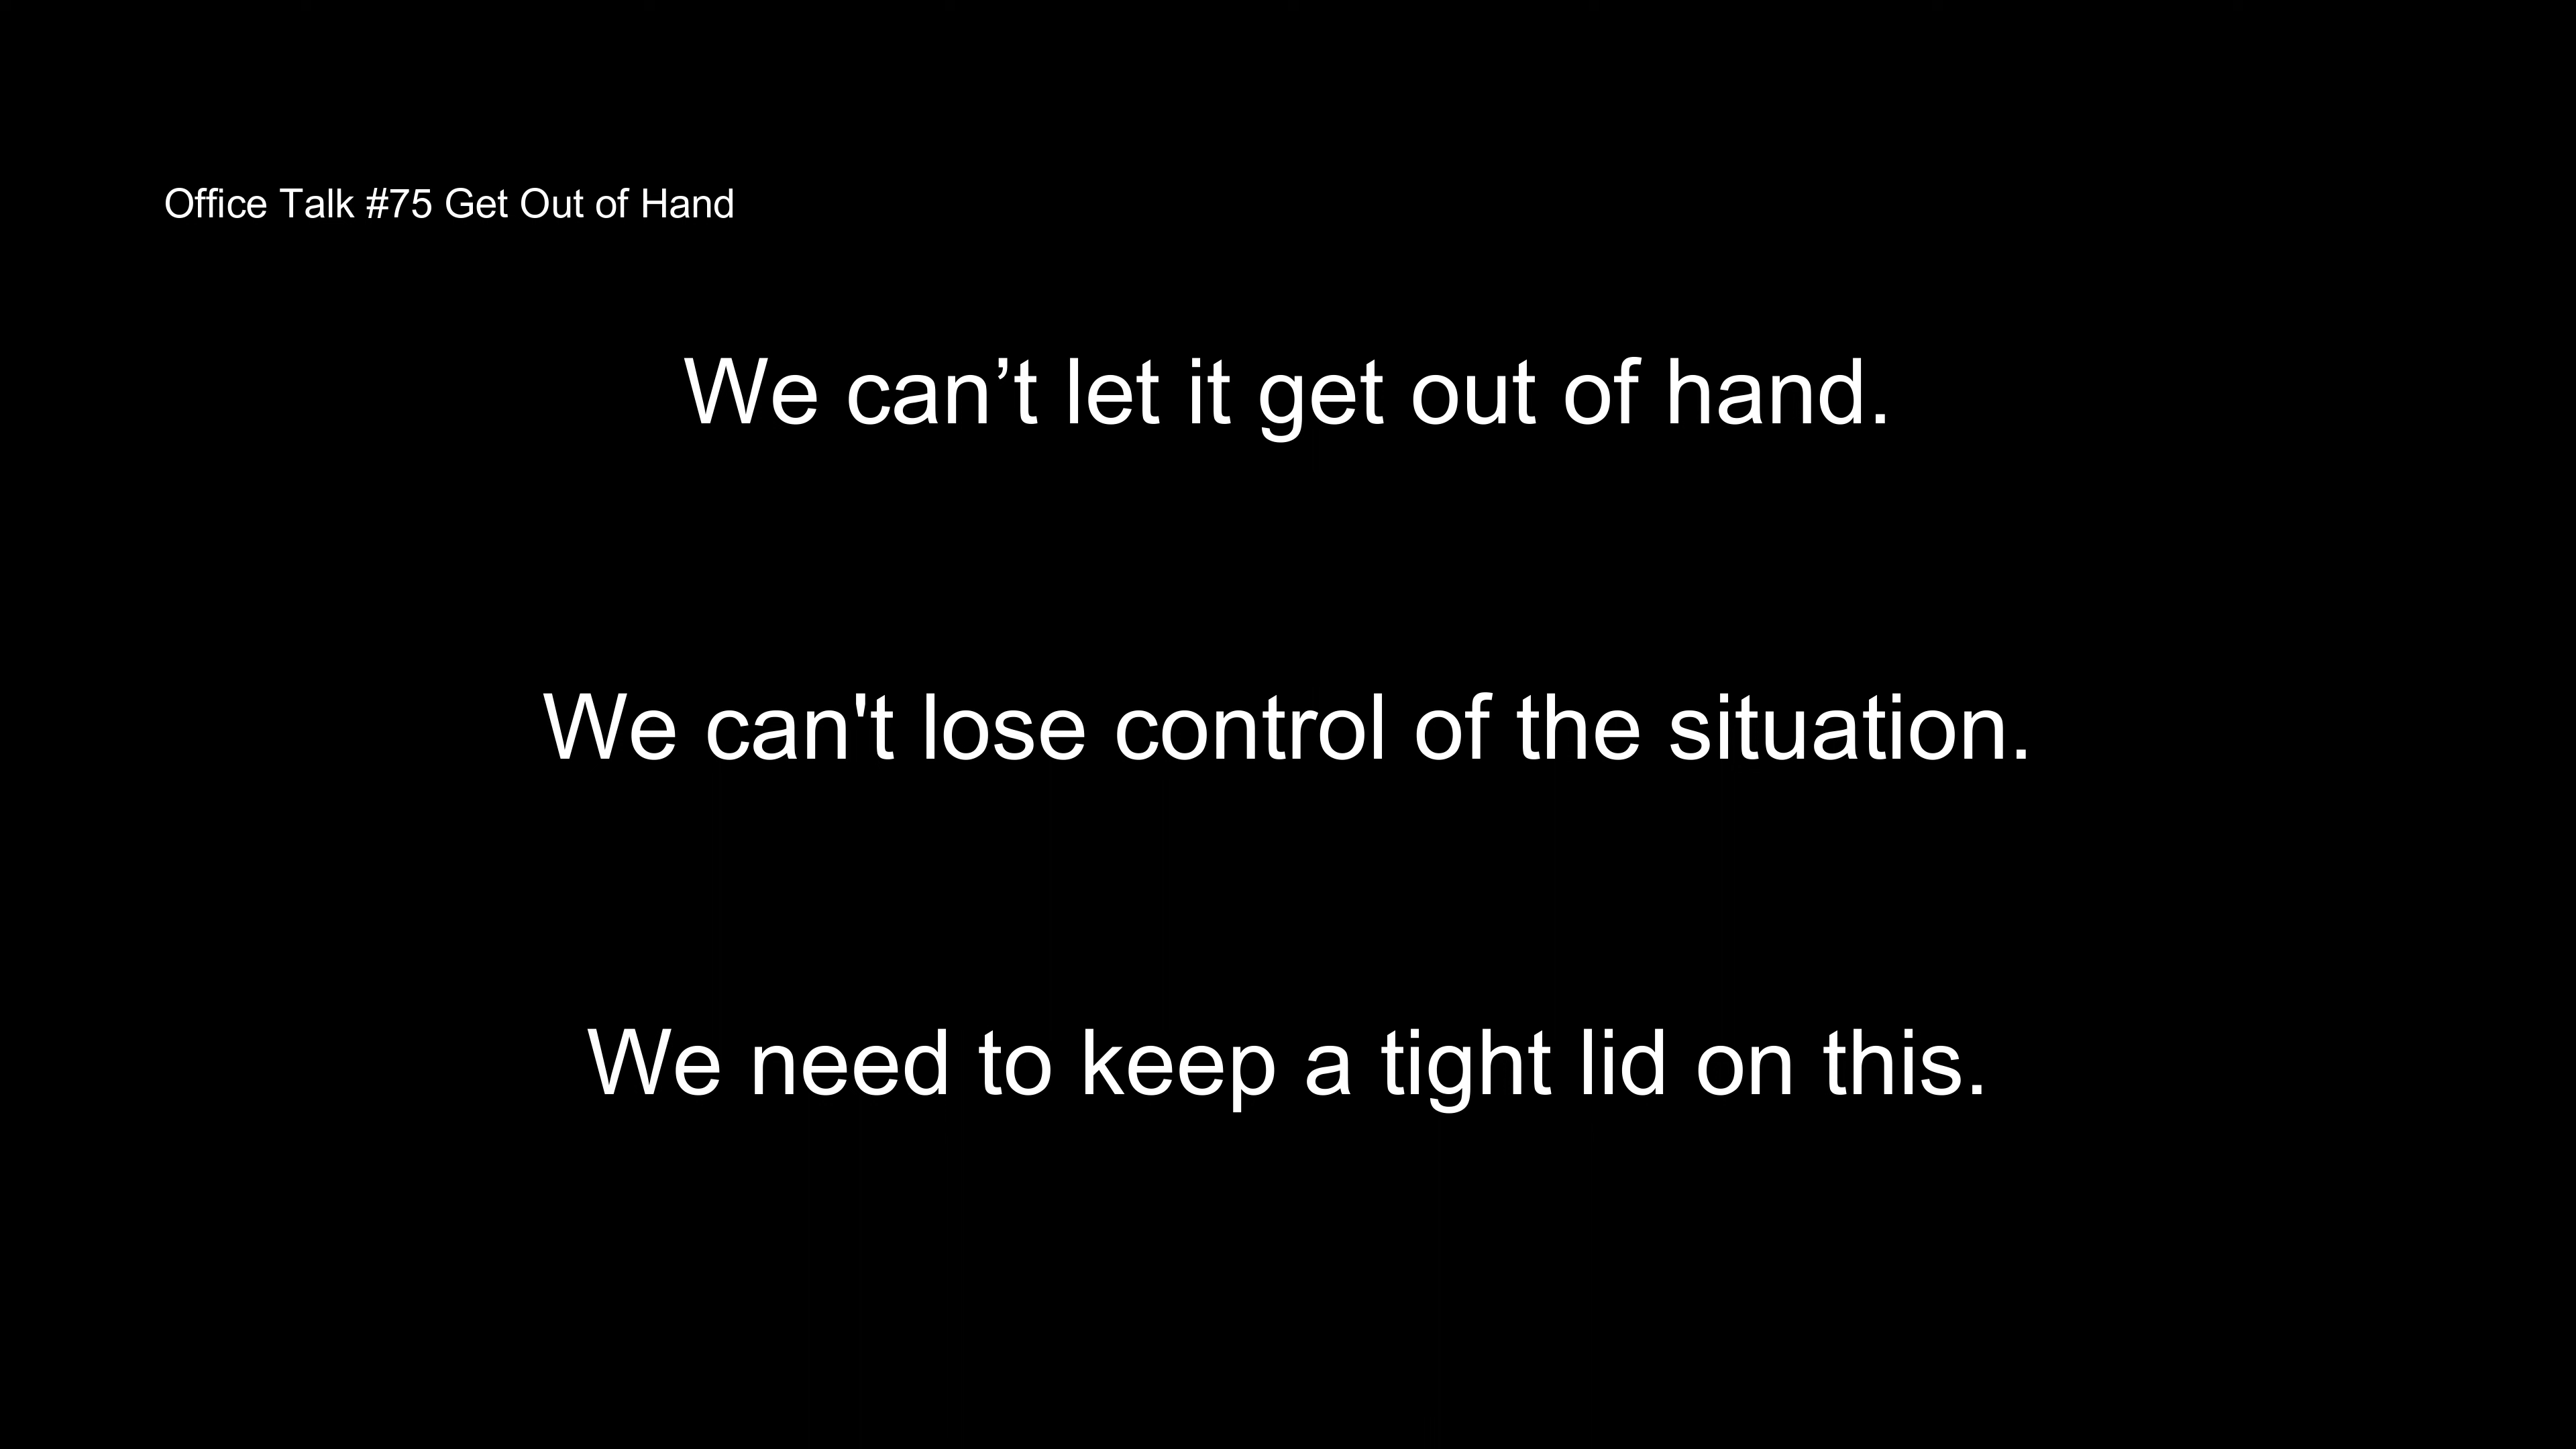 Office Talk #75 Get Out of Hand
We can’t let it get out of hand.
We can't lose control of the situation.
We need to keep a tight lid on this.